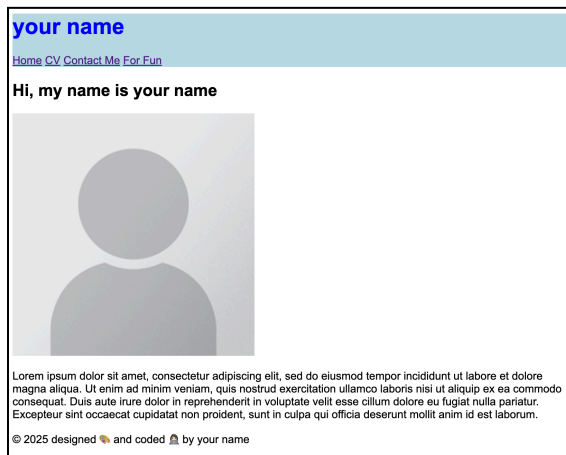 your name
Home CV Contact Me For Fun
Hi, my name is your name
Lorem ipsum dolor sit amet, consectetur adipiscing elit, sed do eiusmod tempor incididunt ut labore et dolore
magna aliqua. Ut enim ad minim veniam, quis nostrud exercitation ullamco laboris nisi ut aliquip ex ea commodo
consequat. Duis aute irure dolor in reprehenderit in voluptate velit esse cillum dolore eu fugiat nulla pariatur.
Excepteur sint occaecat cupidatat non proident, sunt in culpa qui officia deserunt mollit anim id est laborum.
© 2025 designed 🎨 and coded 👩🏻‍💻 by your name